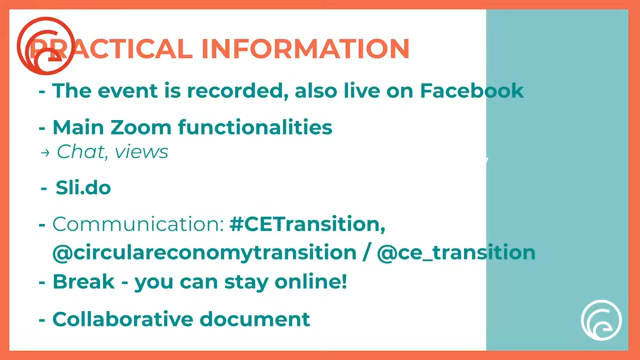 PRACTICAL INFORMATION
- The event is recorded, also live on Facebook
- Main Zoom functionalities
→ Chat, views
- Sli.do
- Communication: #CETransition,
@circulareconomytransition / @ce_transition
- Break - you can stay online!
- Collaborative document